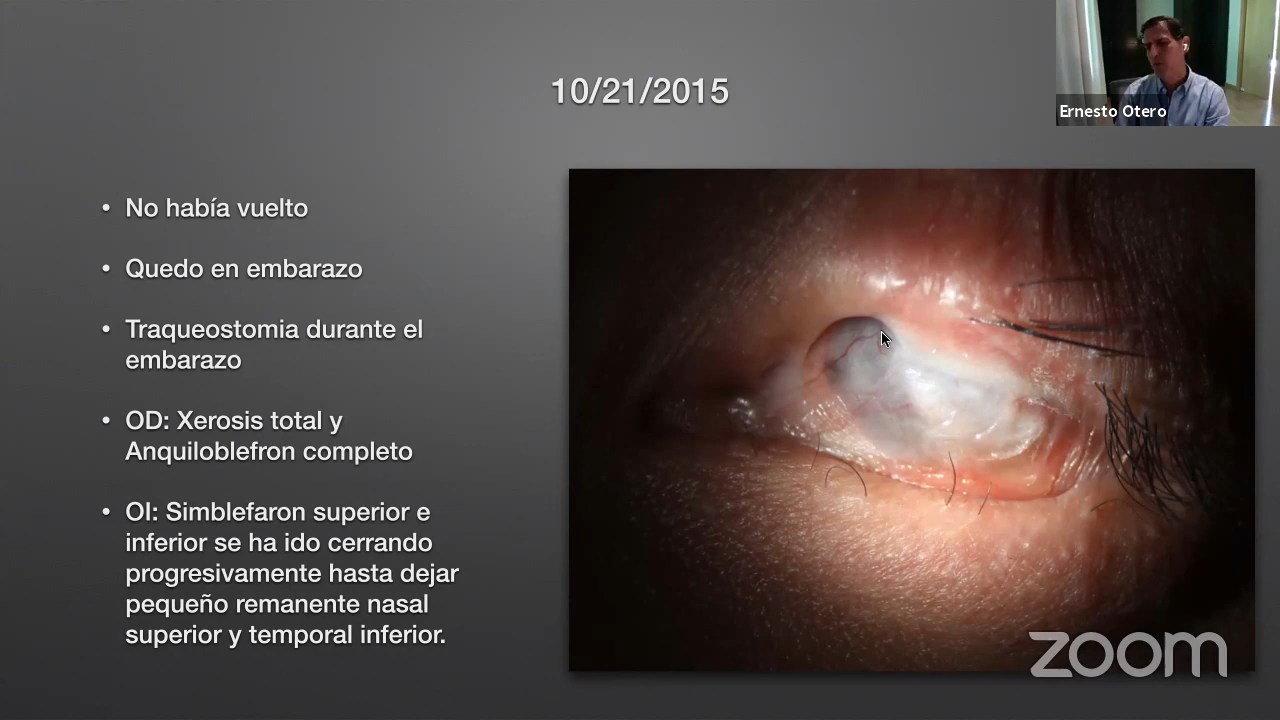 10/21/2015
Ernesto Otero
• No había vuelto
• Quedo en embarazo
• Traqueostomia durante el
embarazo
• OD: Xerosis total y
Anquiloblefron completo
• OI: Simblefaron superior e
inferior se ha ido cerrando
progresivamente hasta dejar
pequeño remanente nasal
superior y temporal inferior.
zoom